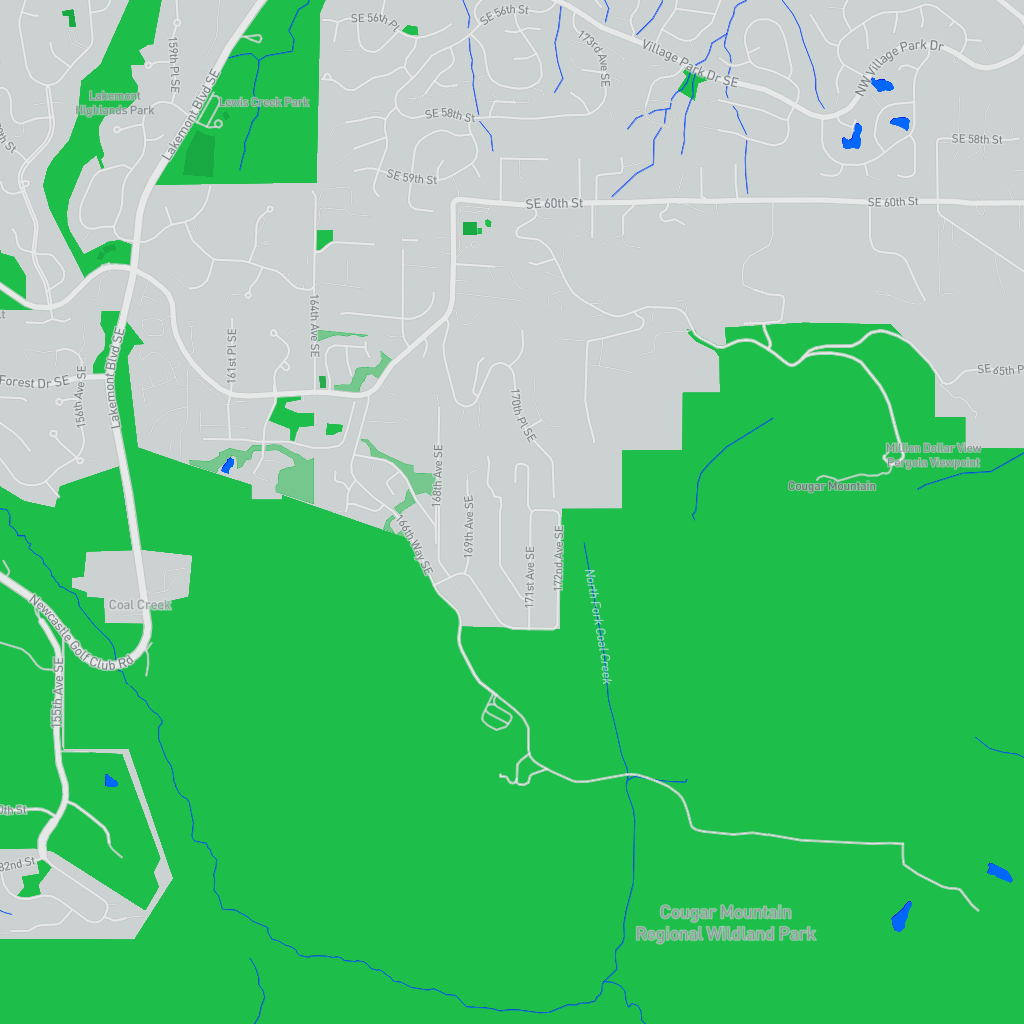 SE 56th Pl
SE 56th St
159th Pl SE
173rd Ave SE
Village Park Dr SE
NW Village Park Dr
Lakemont
Highlands Park
Lewis Creek Park
Lakemont Blvd SE
SE 58th St
SE 58th St
SE 59th St
SE 60th St
SE 60th St
164th Ave SE
161st Pl SE
Lakemont Blvd SE
Forest Dr SE
156th Ave SE
SE 65th P
170th Pl SE
Million Dollar View
Pergola Viewpoint
Cougar Mountain
168th Ave SE
169th Ave SE
166th Way SE
171st Ave SE
172nd Ave SE
North Fork Coal Creek
Coal Creek
Newcastle Golf Club Rd
155th Ave SE
0th St
82nd St
Cougar Mountain
Regional Wildland Park